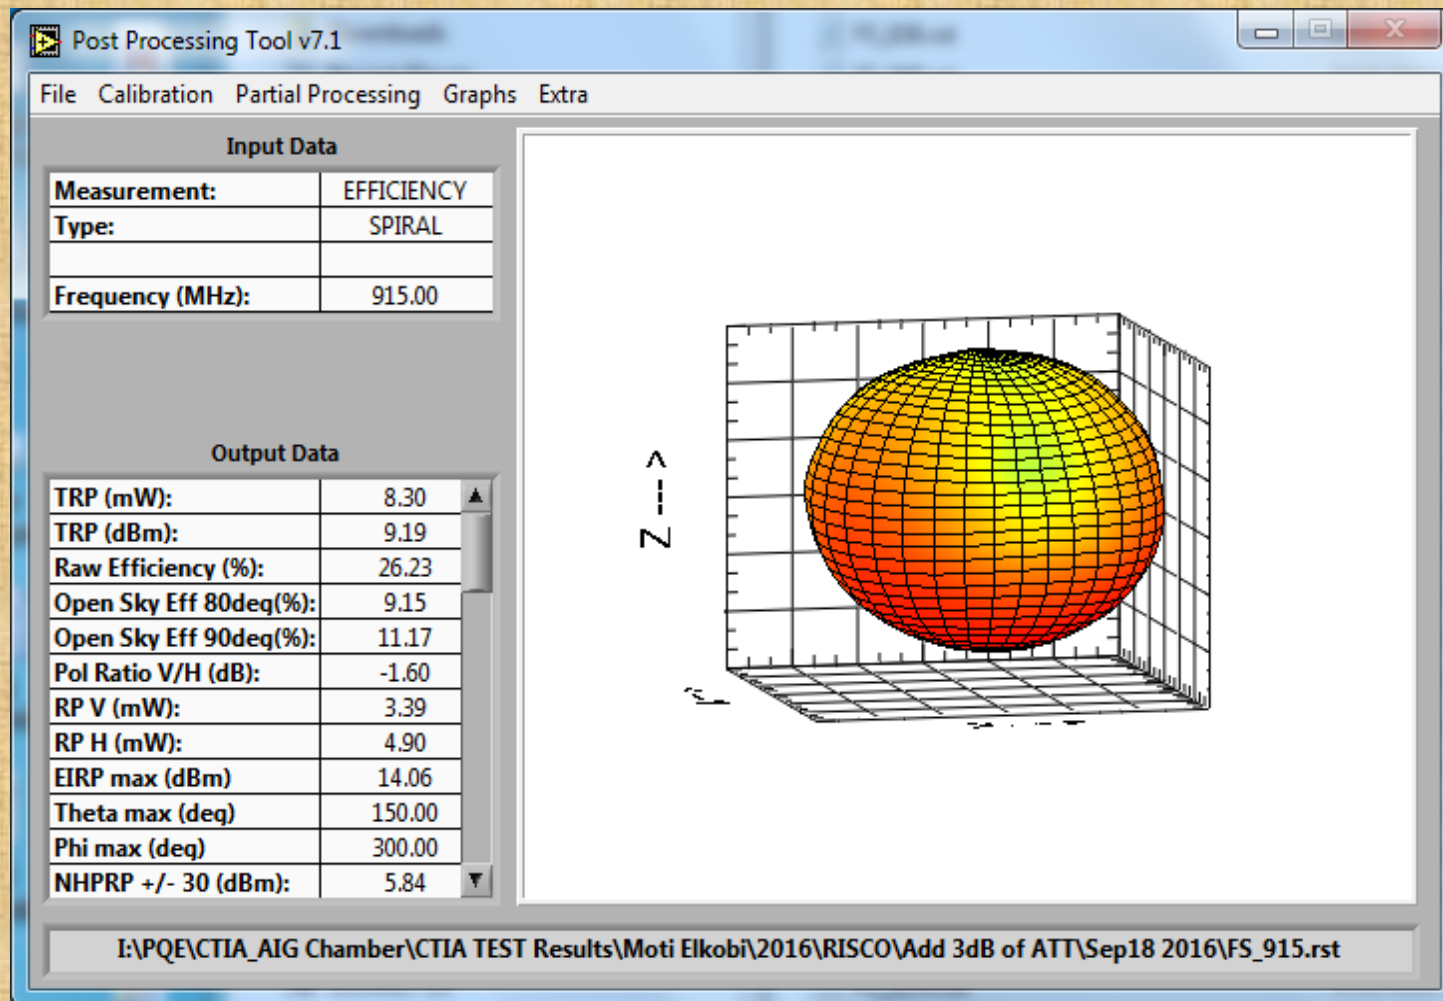 Post Processing Tool v7.1
File Calibration Partial Processing Graphs Extra
Input Data
Measurement: EFFICIENCY
Type: SPIRAL
Frequency (MHz): 915.00
Output Data
TRP (mW): 8.30
TRP (dBm): 9.19
Raw Efficiency (%): 26.23
Open Sky Eff 80deg(%): 9.15
Open Sky Eff 90deg(%): 11.17
Pol Ratio V/H (dB): -1.60
RP V (mW): 3.39
RP H (mW): 4.90
EIRP max (dBm) 14.06
Theta max (deg) 150.00
Phi max (deg) 300.00
NHPRP +/- 30 (dBm): 5.84
Z --- >
I:\PQE\CTIA_AIG Chamber\CTIA TEST Results\Moti Elkobi\2016\RISCO\Add 3dB of ATT\Sep18 2016\FS_915.rst